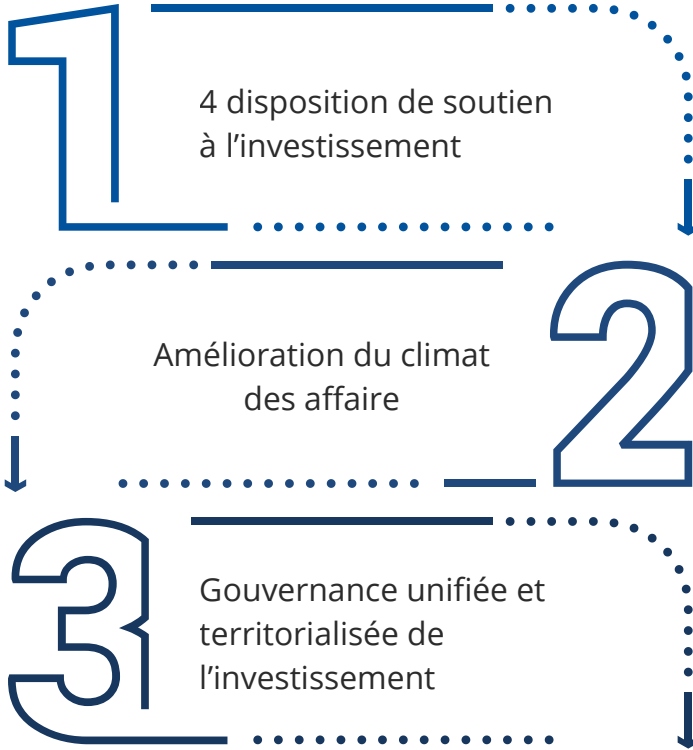 1
4 disposition de soutien
à l’investissement
2
Amélioration du climat
des affaire
3
Gouvernance unifiée et
territorialisée de
l’investissement